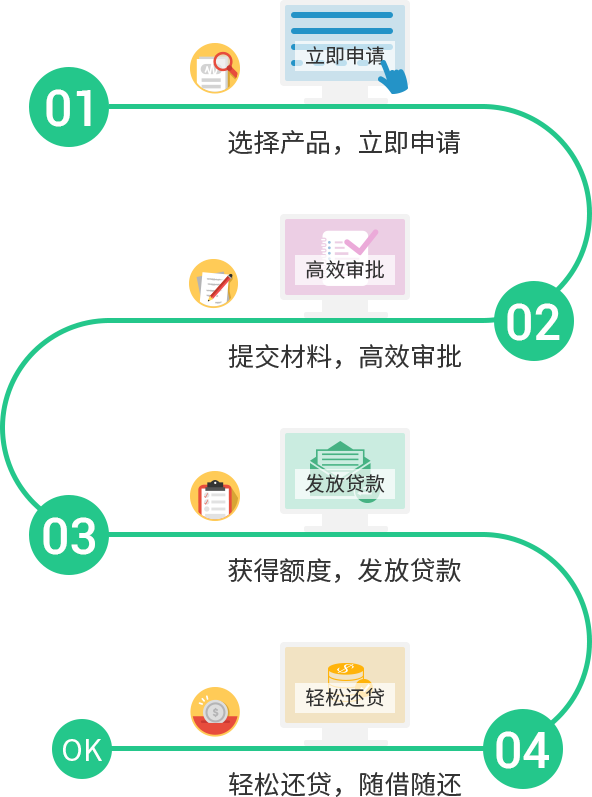 立即申请
01
选择产品，立即申请
高效审批
02
提交材料，高效审批
发放贷款
03
获得额度，发放贷款
轻松还贷
04
OK
轻松还贷，随借随还